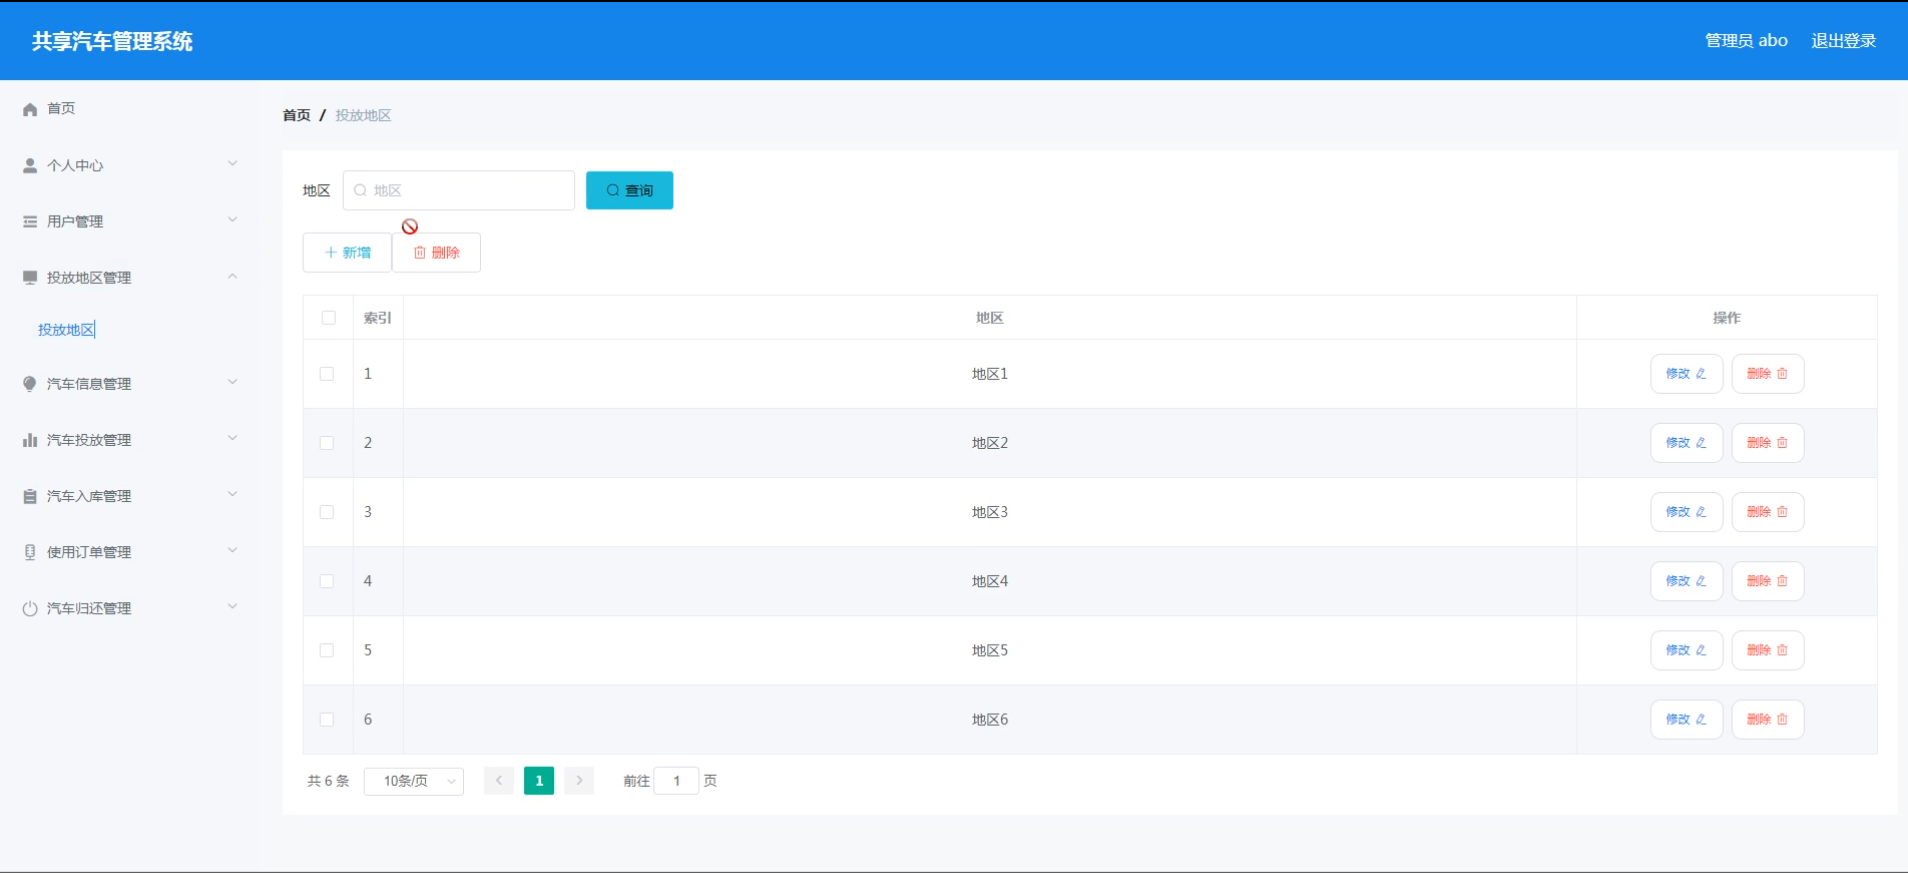 共享汽车管理系统
管理员 abo 退出登录
首页
个人中心
用户管理
投放地区管理
投放地区
汽车信息管理
汽车投放管理
汽车入库管理
使用订单管理
汽车归还管理
首页 / 投放地区
地区 地区 查询
新增 删除
索引 地区 操作
1 地区1 修改 删除
2 地区2 修改 删除
3 地区3 修改 删除
4 地区4 修改 删除
5 地区5 修改 删除
6 地区6 修改 删除
共 6 条 10条/页 1 前往 1 页